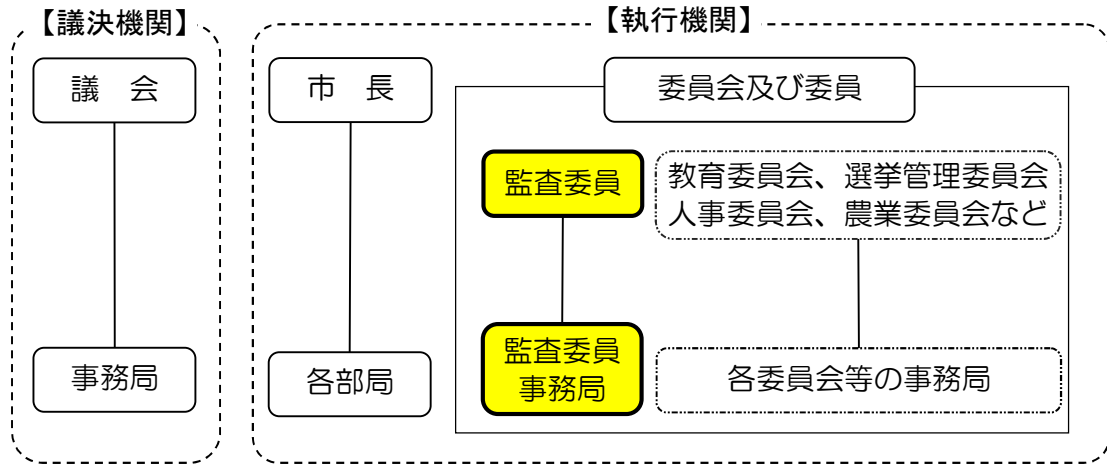 【議決機関】
【執行機関】
議　会
市　長
委員会及び委員
監査委員
教育委員会、選挙管理委員会
人事委員会、農業委員会など
事務局
各部局
監査委員
事務局
各委員会等の事務局